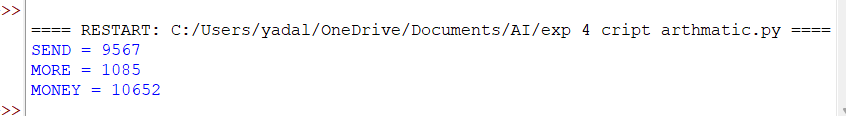 >>
==== RESTART: C:/Users/yadal/OneDrive/Documents/AI/exp 4 cript arthmatic.py ====
SEND = 9567
MORE = 1085
MONEY = 10652
>>